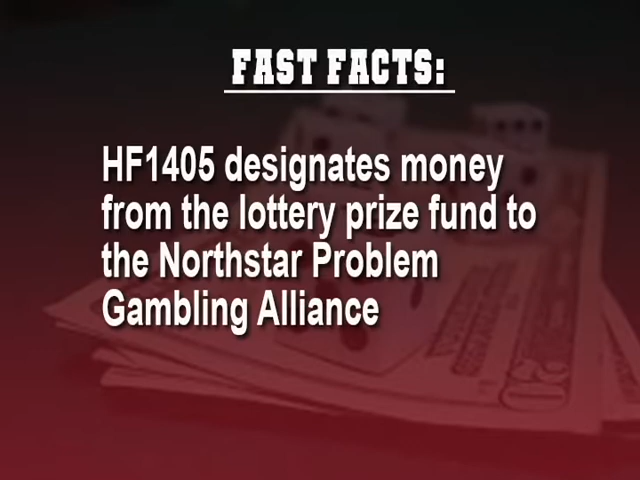 FAST FACTS:
HF1405 designates money
from the lottery prize fund to
the Northstar Problem
Gambling Alliance